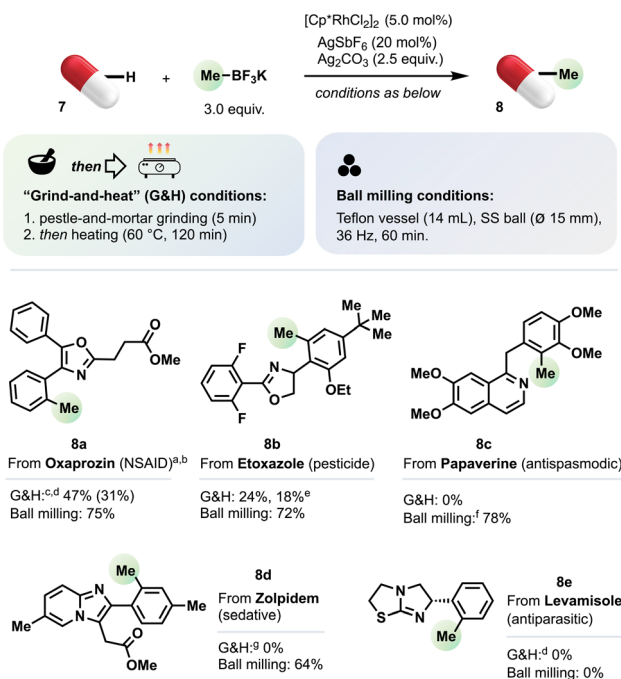 [Cp*RhCl2]2 (5.0 mol%)
AgSbF6 (20 mol%)
Ag2CO3 (2.5 equiv.)
H
+
Me–BF3K
Me
7
3.0 equiv.
conditions as below
8
then
"Grind-and-heat" (G&H) conditions:
1. pestle-and-mortar grinding (5 min)
2. then heating (60 °C, 120 min)
Ball milling conditions:
Teflon vessel (14 mL), SS ball (Ø 15 mm),
36 Hz, 60 min.
O
N
O
OMe
Me
8a
From Oxaprozin (NSAID)a,b
G&H:c,d 47% (31%)
Ball milling: 75%
F
F
N
O
Me
OEt
Me
Me
Me
8b
From Etoxazole (pesticide)
G&H: 24%, 18%e
Ball milling: 72%
OMe
OMe
Me
MeO
MeO
N
8c
From Papaverine (antispasmodic)
G&H: 0%
Ball milling:f 78%
Me
N
N
Me
Me
O
OMe
8d
From Zolpidem
(sedative)
G&H:g 0%
Ball milling: 64%
N
S
N
Me
8e
From Levamisole
(antiparasitic)
G&H:d 0%
Ball milling: 0%